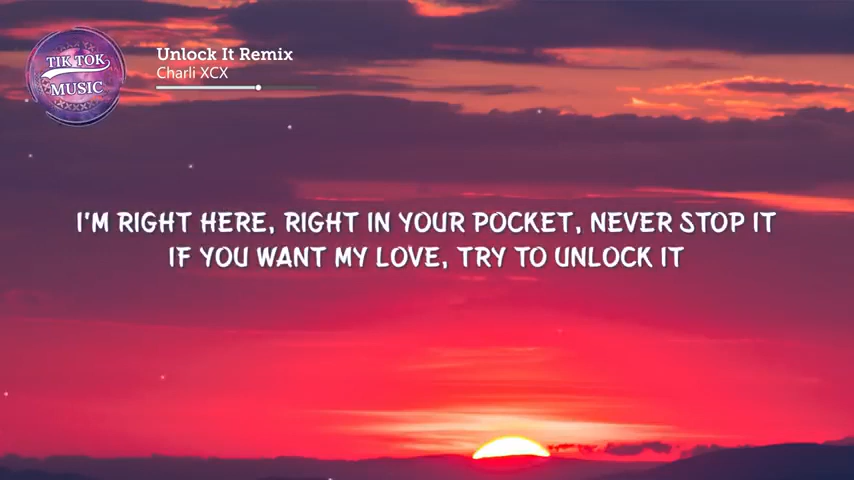 TIK TOK
MUSIC
Unlock It Remix
Charli XCX
I'M RIGHT HERE, RIGHT IN YOUR POCKET, NEVER STOP IT
IF YOU WANT MY LOVE, TRY TO UNLOCK IT